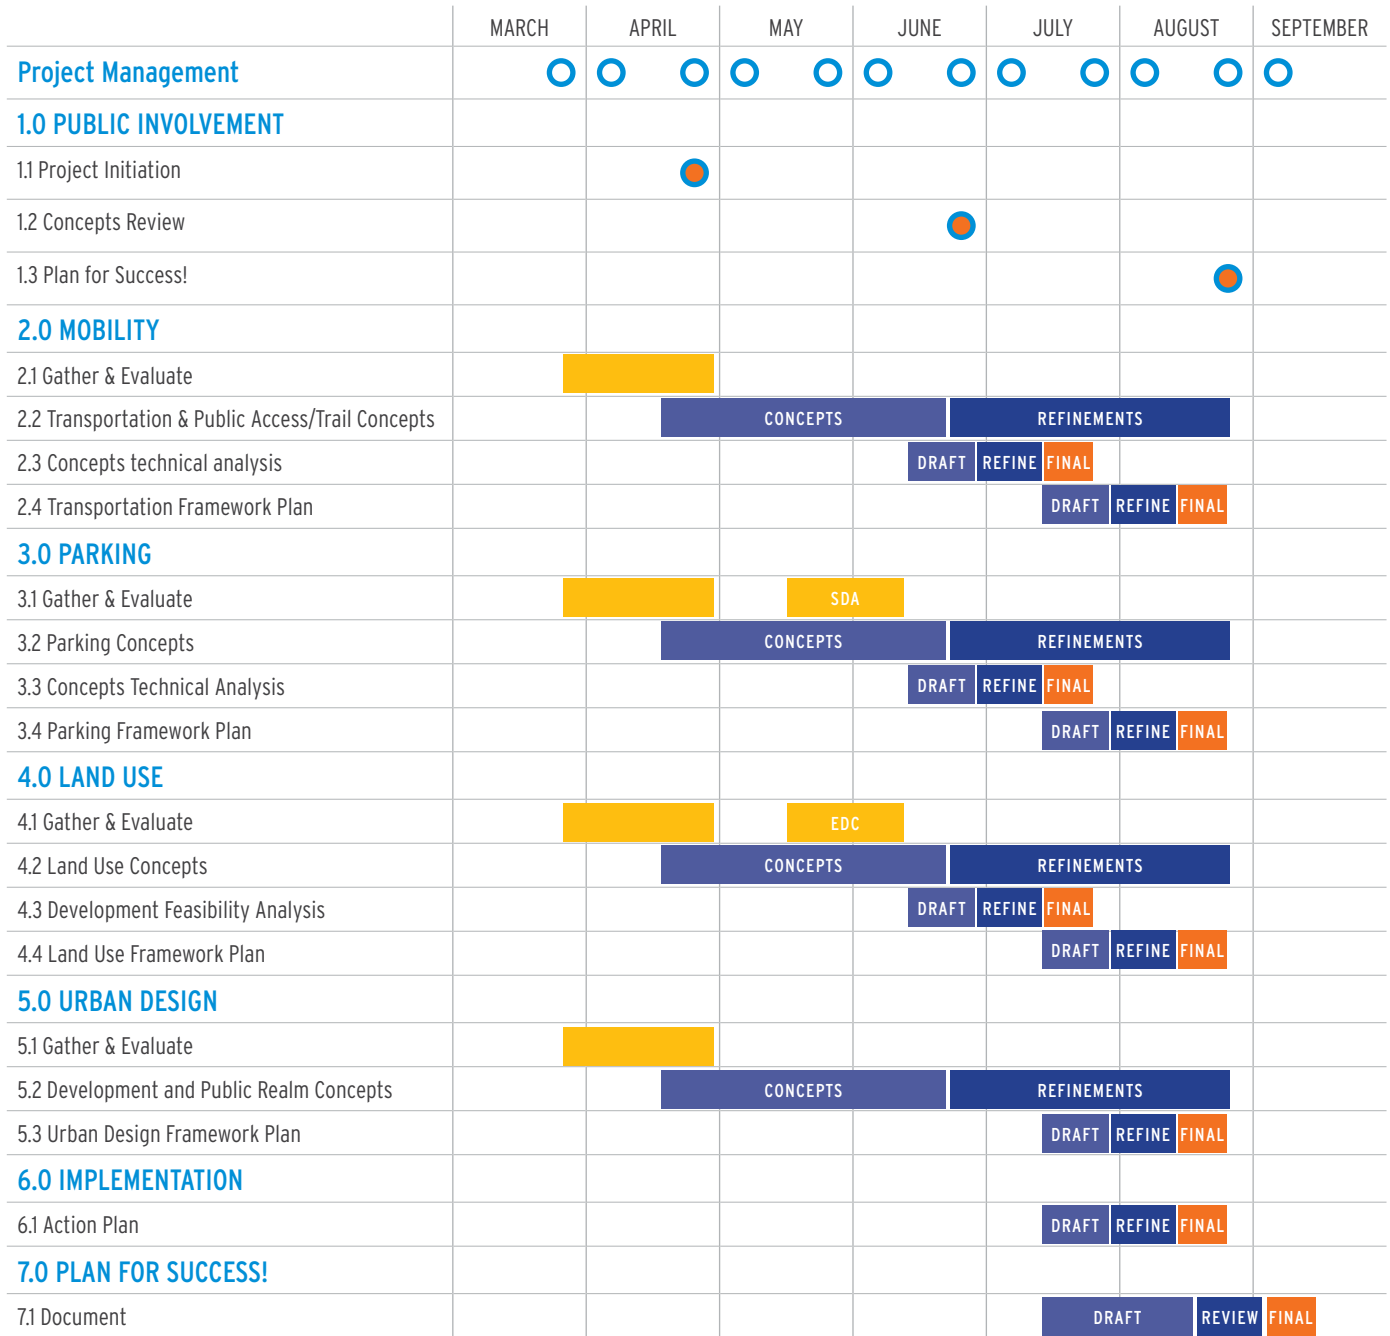 MARCH APRIL MAY JUNE JULY AUGUST SEPTEMBER
Project Management
1.0 PUBLIC INVOLVEMENT
1.1 Project Initiation
1.2 Concepts Review
1.3 Plan for Success!
2.0 MOBILITY
2.1 Gather & Evaluate
2.2 Transportation & Public Access/Trail Concepts CONCEPTS REFINEMENTS
2.3 Concepts technical analysis DRAFT REFINE FINAL
2.4 Transportation Framework Plan DRAFT REFINE FINAL
3.0 PARKING
3.1 Gather & Evaluate SDA
3.2 Parking Concepts CONCEPTS REFINEMENTS
3.3 Concepts Technical Analysis DRAFT REFINE FINAL
3.4 Parking Framework Plan DRAFT REFINE FINAL
4.0 LAND USE
4.1 Gather & Evaluate EDC
4.2 Land Use Concepts CONCEPTS REFINEMENTS
4.3 Development Feasibility Analysis DRAFT REFINE FINAL
4.4 Land Use Framework Plan DRAFT REFINE FINAL
5.0 URBAN DESIGN
5.1 Gather & Evaluate
5.2 Development and Public Realm Concepts CONCEPTS REFINEMENTS
5.3 Urban Design Framework Plan DRAFT REFINE FINAL
6.0 IMPLEMENTATION
6.1 Action Plan DRAFT REFINE FINAL
7.0 PLAN FOR SUCCESS!
7.1 Document DRAFT REVIEW FINAL